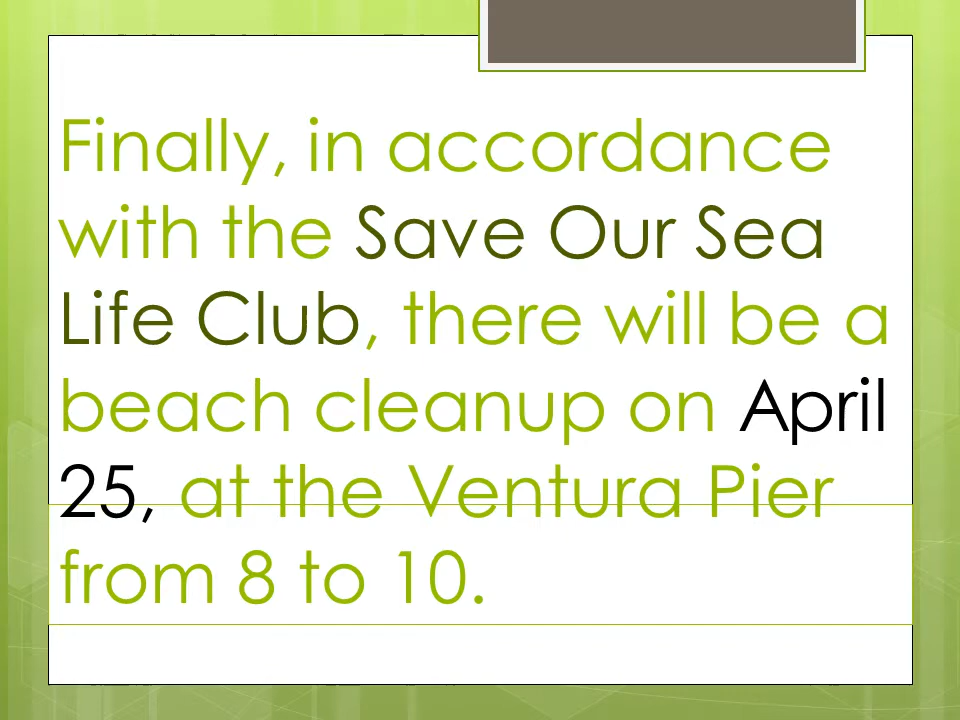 Finally, in accordance
with the Save Our Sea
Life Club, there will be a
beach cleanup on April
25, at the Ventura Pier
from 8 to 10.